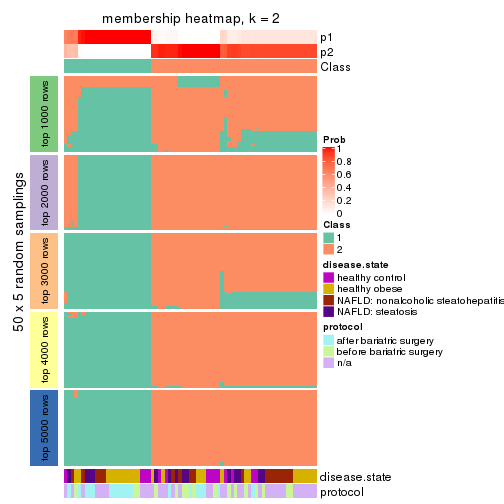 membership heatmap, k = 2
p1
p2
Class
50 x 5 random samplings
top 1000 rows
top 2000 rows
top 3000 rows
top 4000 rows
top 5000 rows
Prob
1
0.8
0.6
0.4
0.2
0
Class
1
2
disease.state
healthy control
healthy obese
NAFLD: nonalcoholic steatohepatitis
NAFLD: steatosis
protocol
after bariatric surgery
before bariatric surgery
n/a
disease.state
protocol